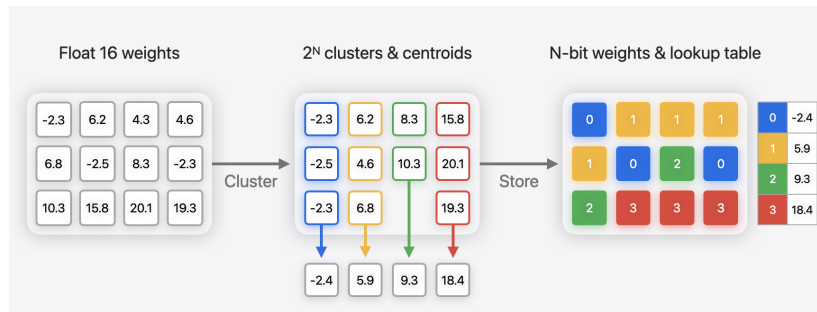 Float 16 weights
2ᴺ clusters & centroids
N-bit weights & lookup table
-2.3 6.2 4.3 4.6
6.8 -2.5 8.3 -2.3
10.3 15.8 20.1 19.3
Cluster
-2.3 6.2 8.3 15.8
-2.5 4.6 10.3 20.1
-2.3 6.8 19.3
-2.4 5.9 9.3 18.4
Store
0 1 1 1
1 0 2 0
2 3 3 3
0 -2.4
1 5.9
2 9.3
3 18.4